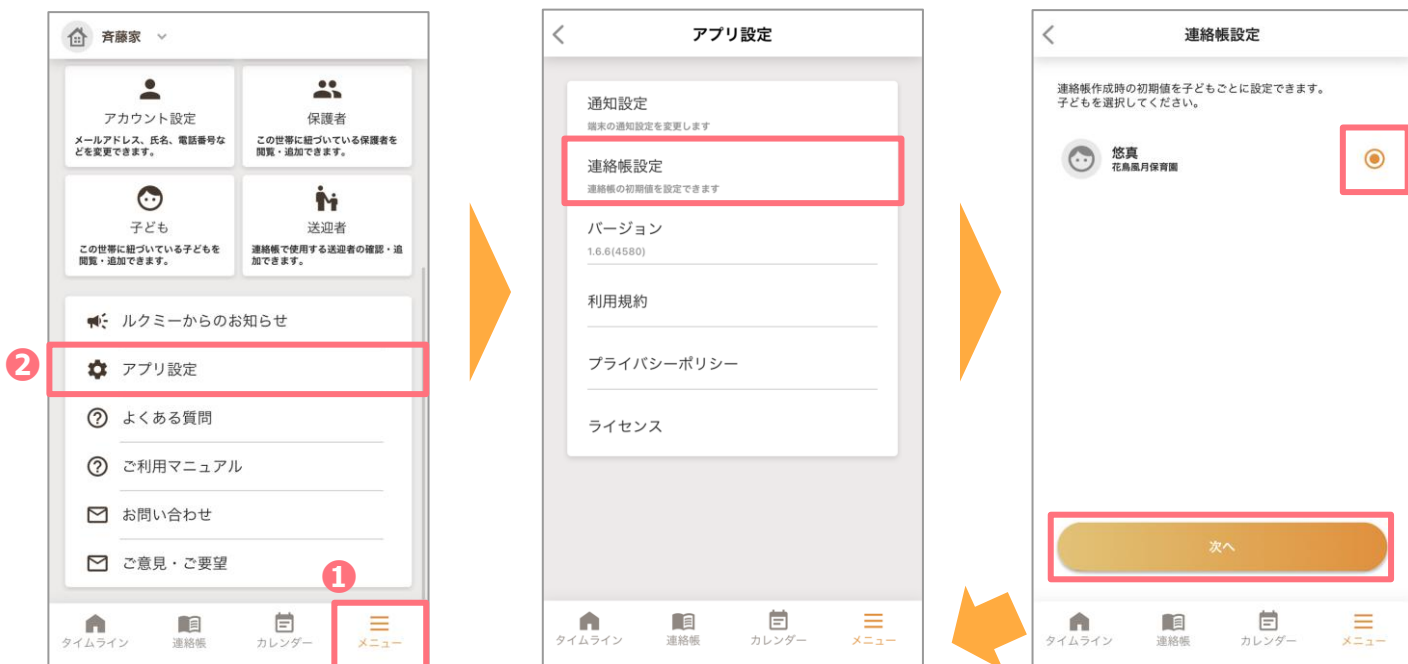 斉藤家
アカウント設定
メールアドレス、氏名、電話番号な
どを変更できます。
保護者
この世帯に紐づいている保護者を
閲覧・追加できます。
子ども
この世帯に紐づいている子どもを
閲覧・追加できます。
送迎者
連絡帳で使用する送迎者の確認・追
加できます。
ルクミーからのお知らせ
❷
アプリ設定
よくある質問
ご利用マニュアル
お問い合わせ
ご意見・ご要望
❶
タイムライン
連絡帳
カレンダー
メニュー
アプリ設定
通知設定
端末の通知設定を変更します
連絡帳設定
連絡帳の初期値を設定できます
バージョン
1.6.6(4580)
利用規約
プライバシーポリシー
ライセンス
タイムライン
連絡帳
カレンダー
メニュー
連絡帳設定
連絡帳作成時の初期値を子どもごとに設定できます。
子どもを選択してください。
悠真
花鳥風月保育園
次へ
タイムライン
連絡帳
カレンダー
メニュー